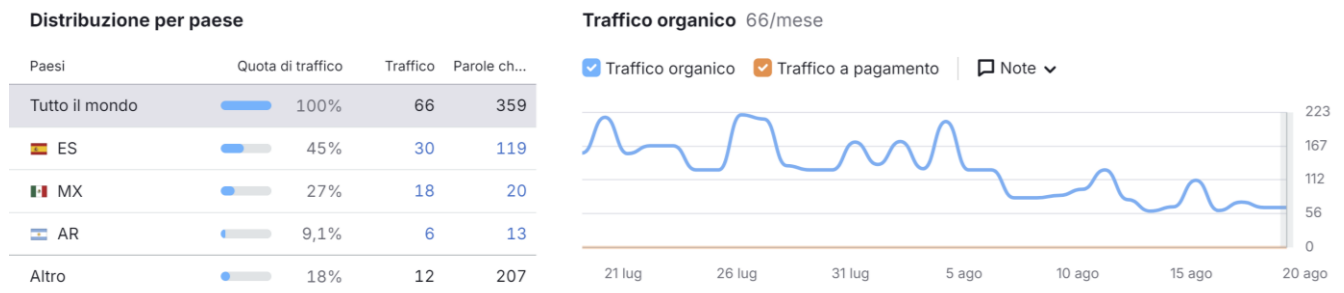 Distribuzione per paese
Paesi Quota di traffico Traffico Parole ch...
Tutto il mondo 100% 66 359
ES 45% 30 119
MX 27% 18 20
AR 9,1% 6 13
Altro 18% 12 207
Traffico organico 66/mese
Traffico organico Traffico a pagamento Note
223
167
112
56
0
21 lug 26 lug 31 lug 5 ago 10 ago 15 ago 20 ago